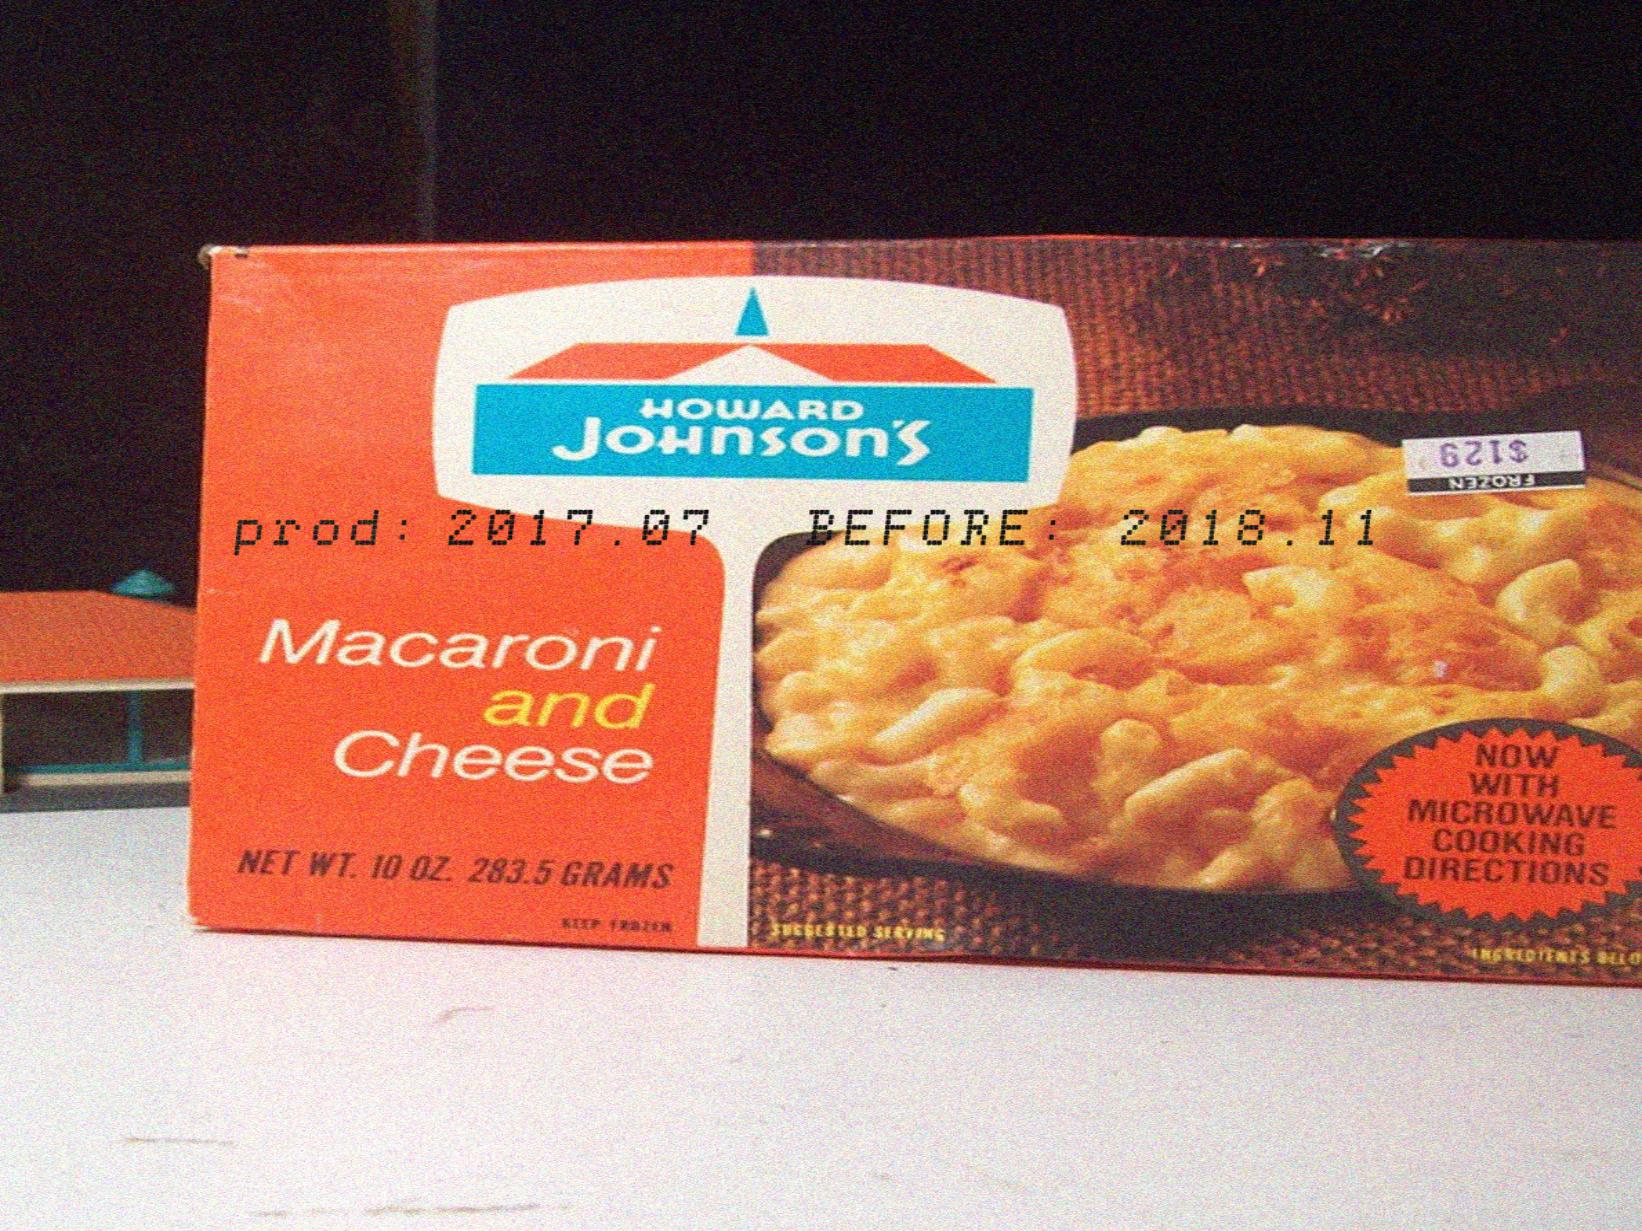 HOWARD
JOHNSON'S
$129
FROZEN
prod: 2017.07 BEFORE: 2018.11
Macaroni
and
Cheese
NOW
WITH
MICROWAVE
COOKING
DIRECTIONS
NET WT. 10 OZ. 283.5 GRAMS
KEEP FROZEN
SUGGESTED SERVING
INGREDIENTS